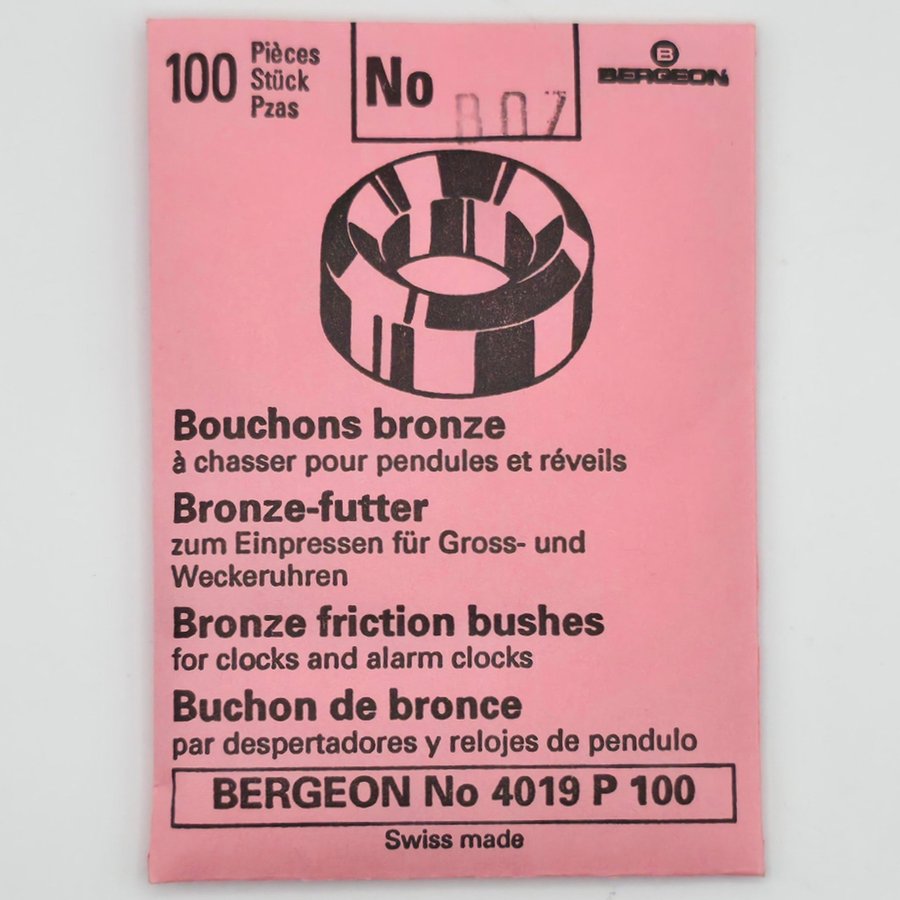 100 Pièces
Stück
Pzas
No B07
B
BERGEON
Bouchons bronze
à chasser pour pendules et réveils
Bronze-futter
zum Einpressen für Gross- und
Weckeruhren
Bronze friction bushes
for clocks and alarm clocks
Buchon de bronce
par despertadores y relojes de pendulo
BERGEON No 4019 P 100
Swiss made